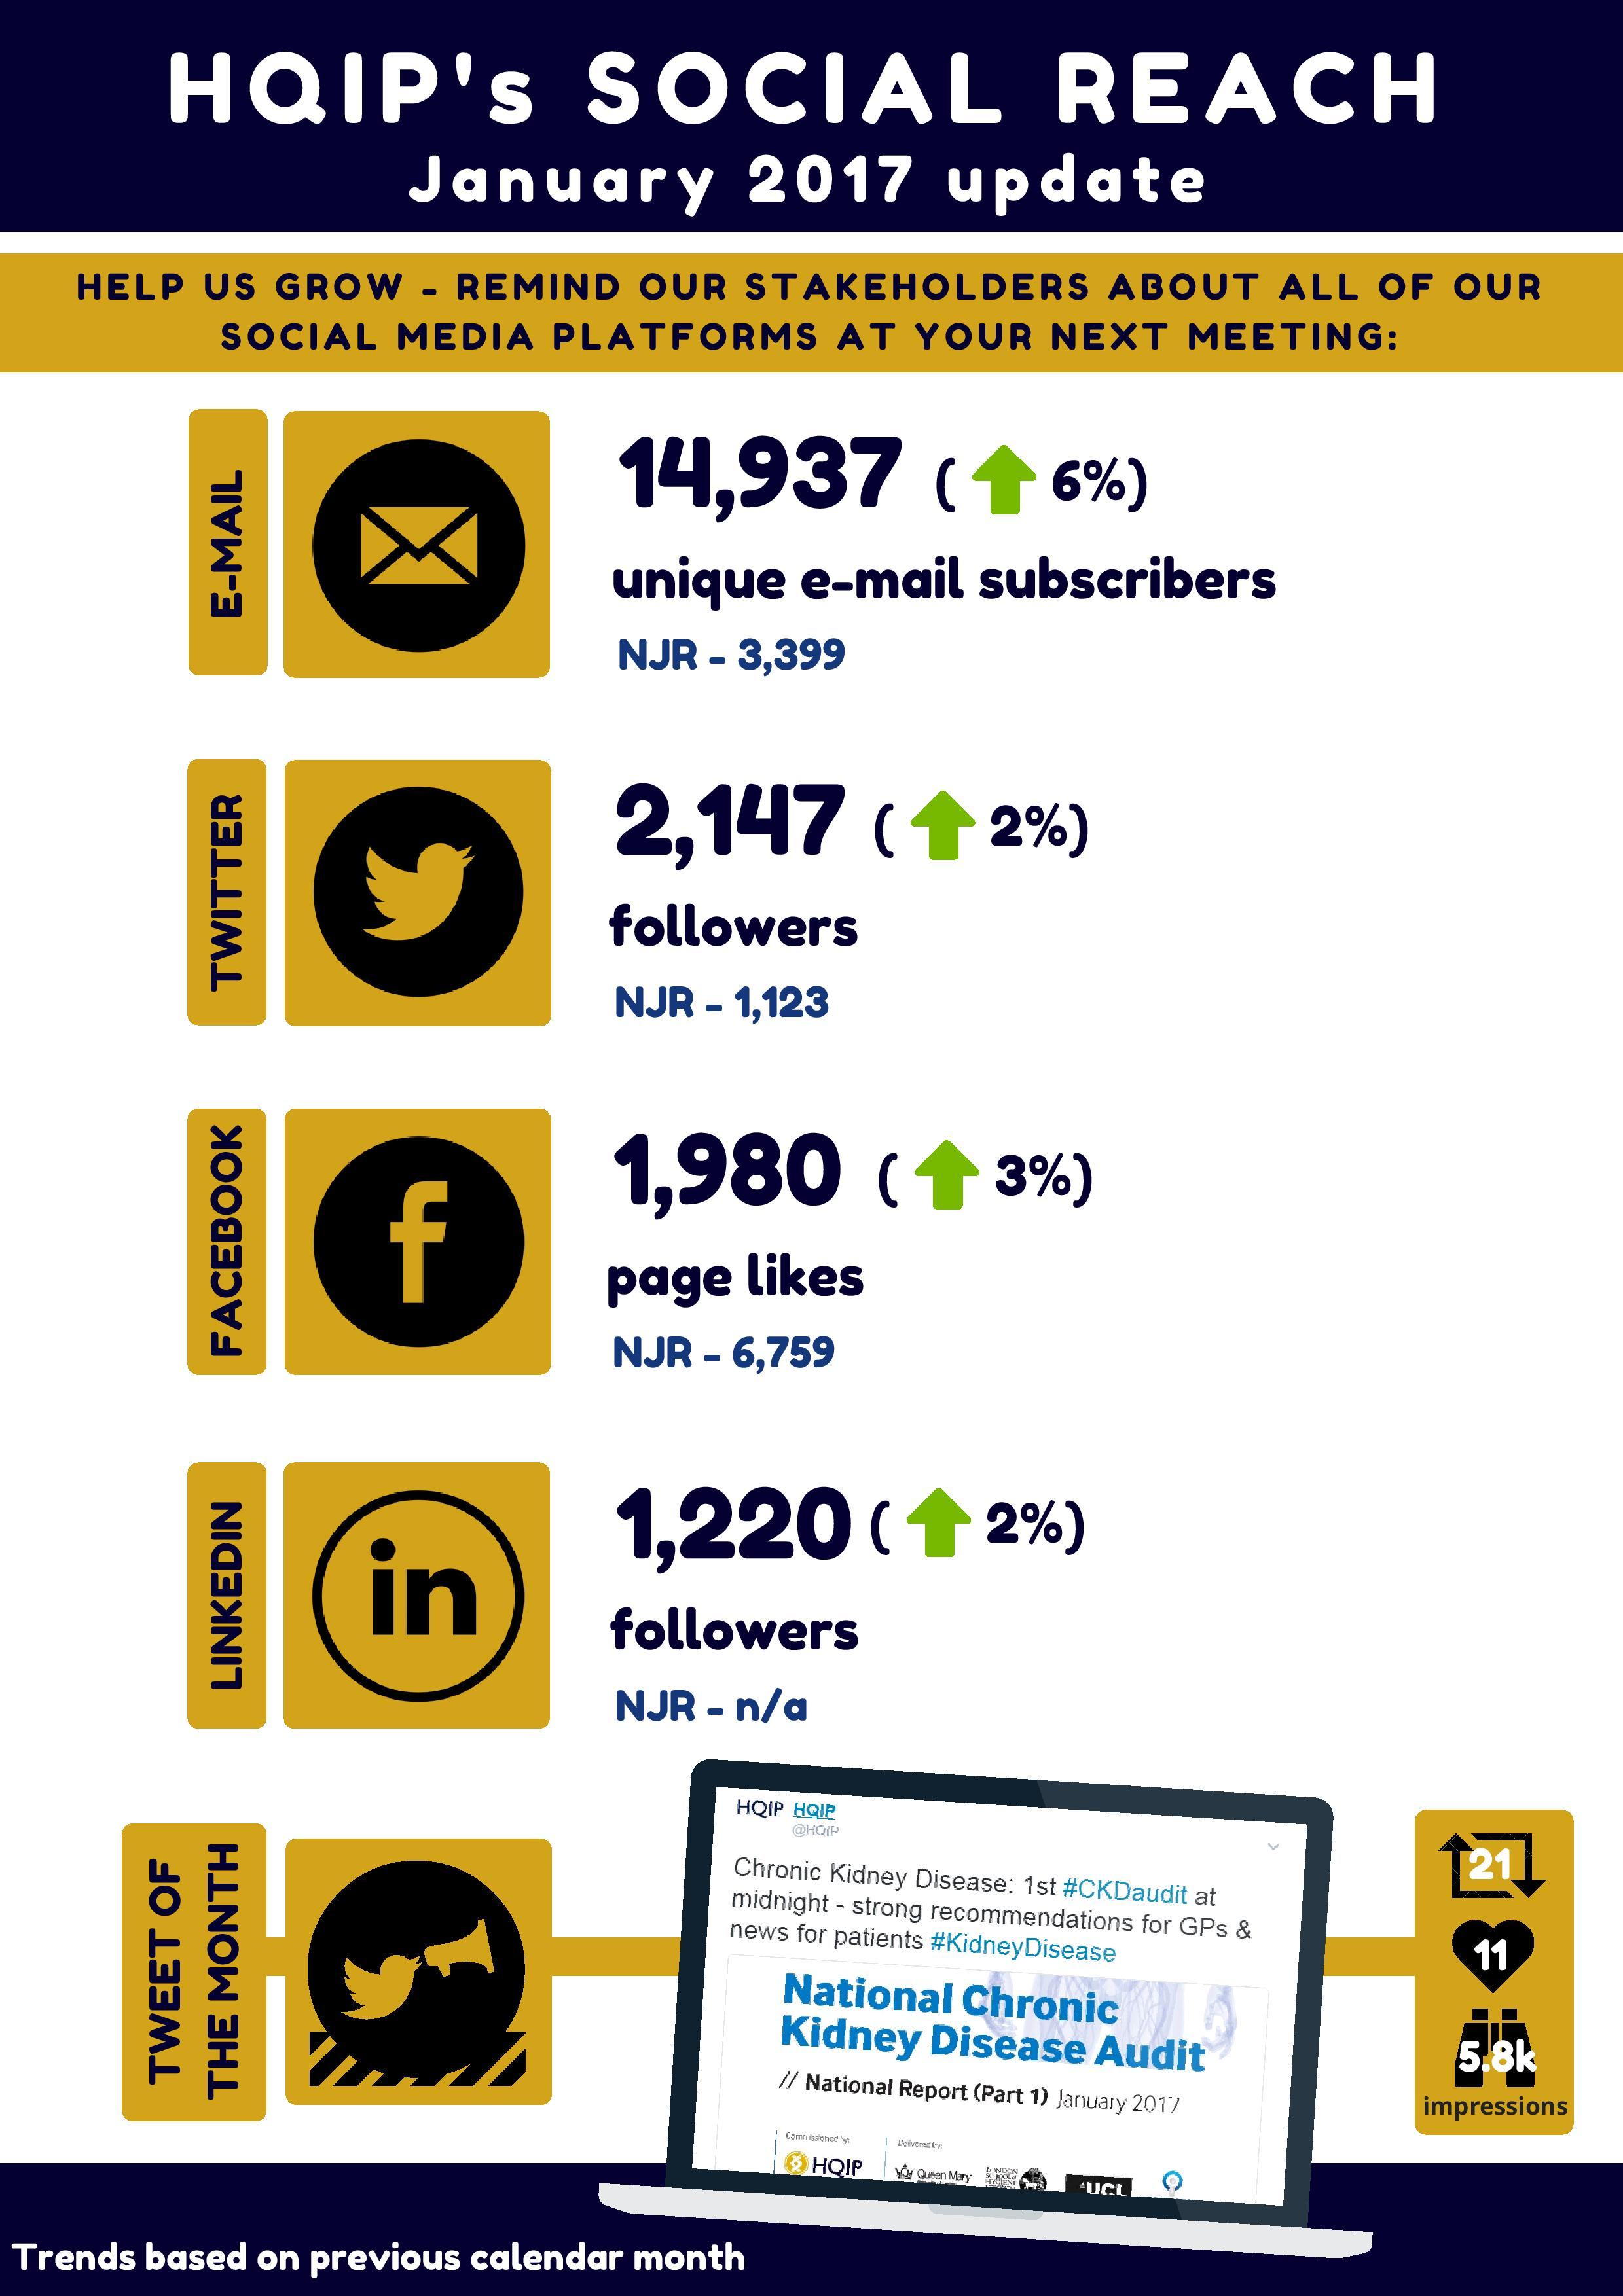 HQIP's SOCIAL REACH
January 2017 update
HELP US GROW - REMIND OUR STAKEHOLDERS ABOUT ALL OF OUR
SOCIAL MEDIA PLATFORMS AT YOUR NEXT MEETING:
E-MAIL
14,937 ( 6%)
unique e-mail subscribers
NJR - 3,399
TWITTER
2,147 ( 2%)
followers
NJR - 1,123
FACEBOOK
f
1,980 ( 3%)
page likes
NJR - 6,759
LINKEDIN
in
1,220 ( 2%)
followers
NJR - n/a
TWEET OF
THE MONTH
HQIP HQIP
@HQIP
Chronic Kidney Disease: 1st #CKDaudit at
midnight - strong recommendations for GPs &
news for patients #KidneyDisease
National Chronic
Kidney Disease Audit
// National Report (Part 1) January 2017
Commissioned by:
Delivered by:
HQIP
Queen Mary
LONDON
SCHOOL of
HYGIENE
UCL
21
11
5.8k
impressions
Trends based on previous calendar month